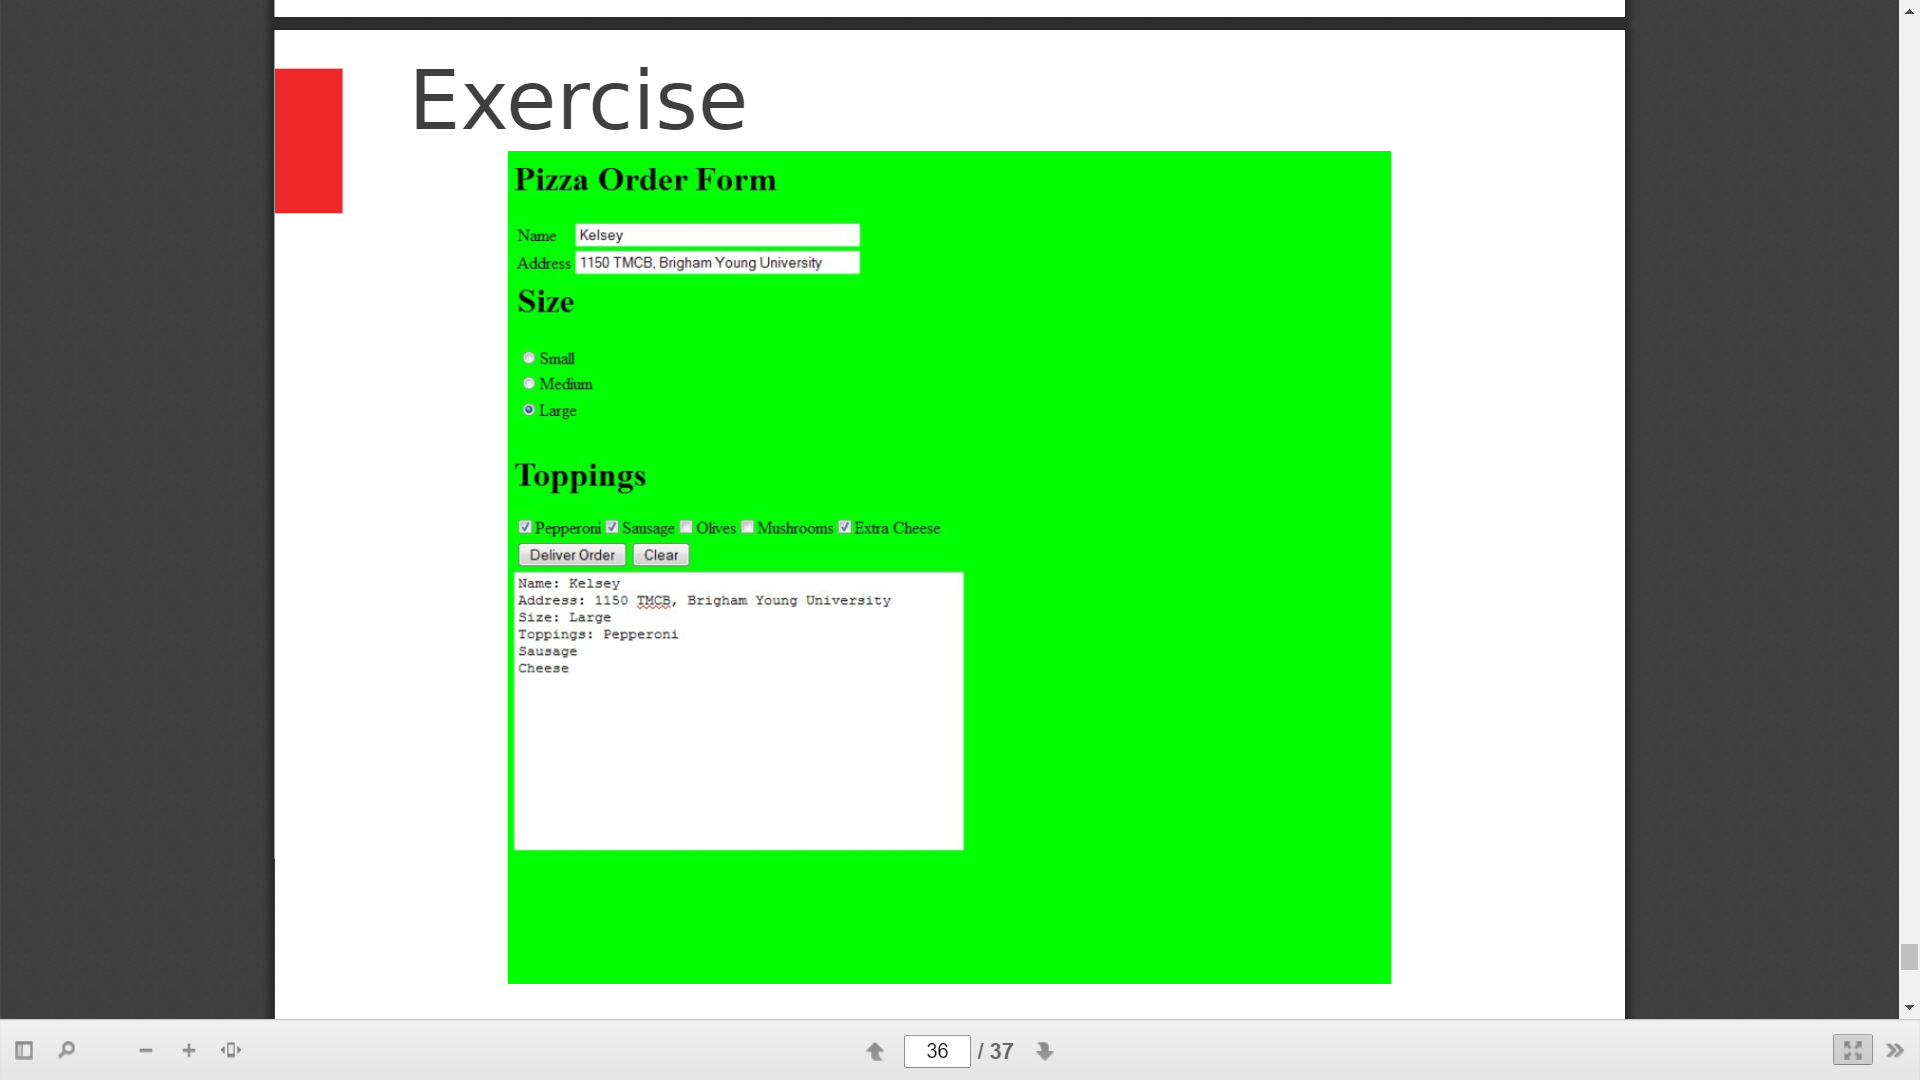 Exercise
Pizza Order Form
Name Kelsey
Address 1150 TMCB, Brigham Young University
Size
Small
Medium
Large
Toppings
Pepperoni Sausage Olives Mushrooms Extra Cheese
Deliver Order Clear
Name: Kelsey
Address: 1150 TMCB, Brigham Young University
Size: Large
Toppings: Pepperoni
Sausage
Cheese
36 / 37